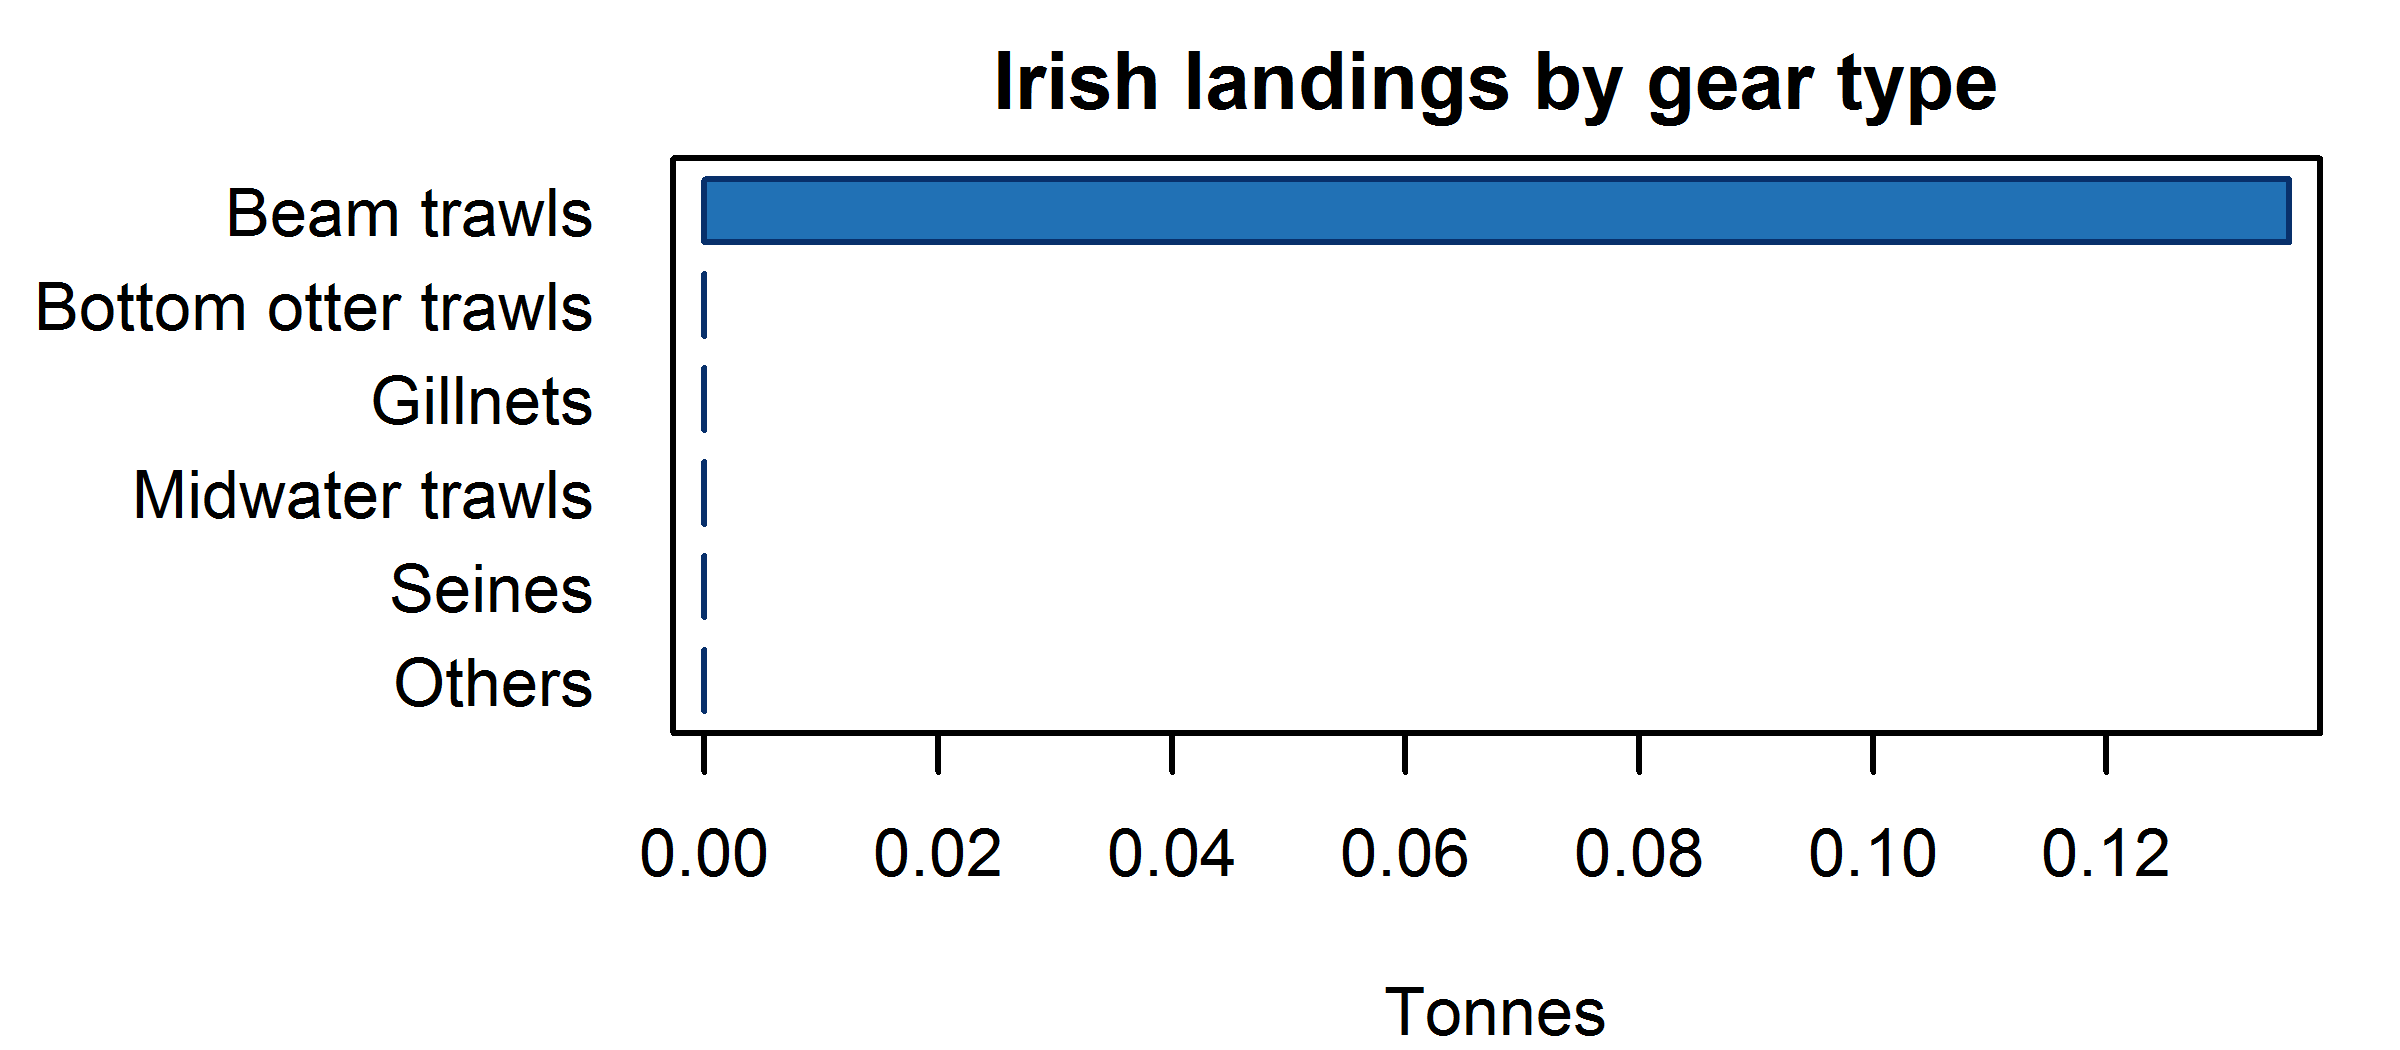 Irish landings by gear type
Beam trawls
Bottom otter trawls
Gillnets
Midwater trawls
Seines
Others
0.00 0.02 0.04 0.06 0.08 0.10 0.12
Tonnes